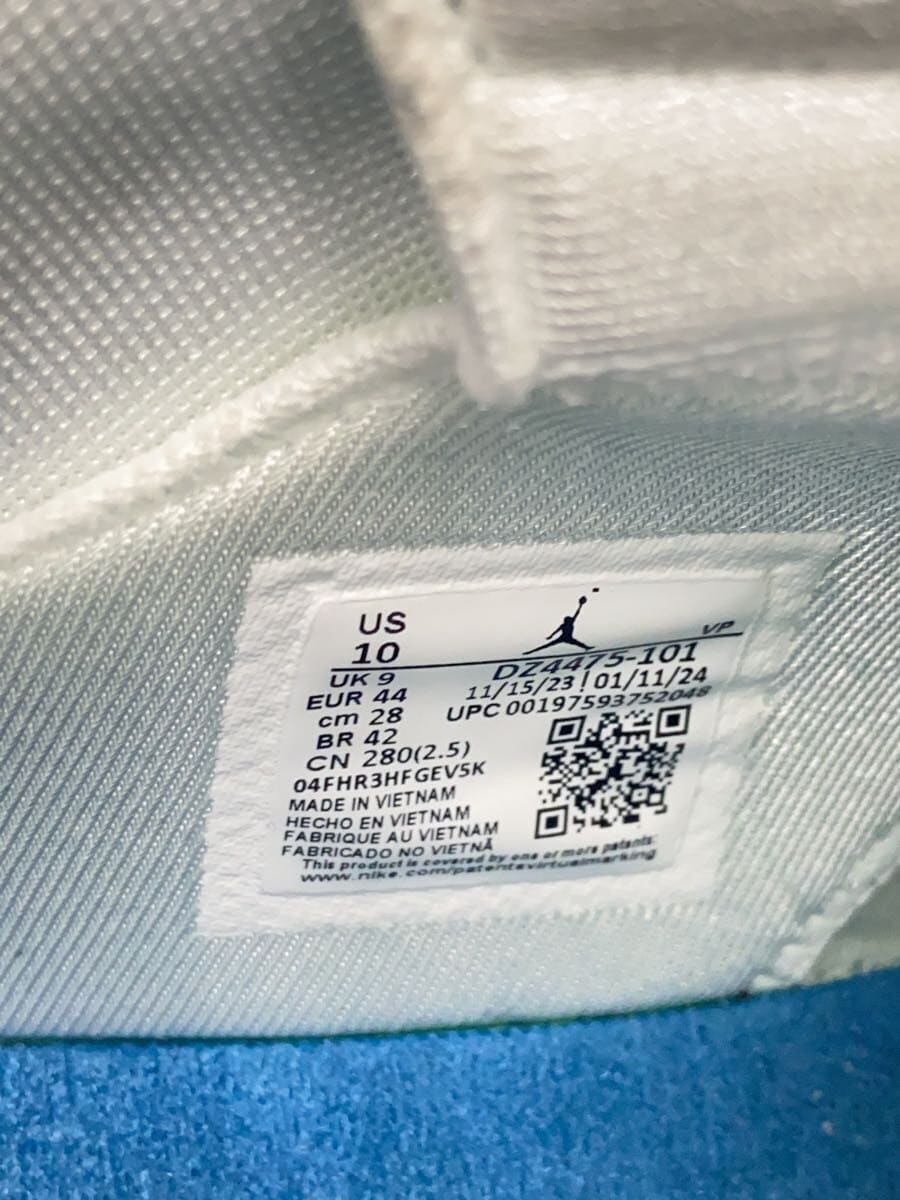 US
10
VP
UK 9
DZ4475-101
EUR 44
11/15/23 ! 01/11/24
cm 28
UPC 00197593752048
BR 42
CN 280(2.5)
04FHR3HFGEV5K
MADE IN VIETNAM
HECHO EN VIETNAM
FABRIQUE AU VIETNAM
FABRICADO NO VIETNÃ
This product is covered by one or more patents:
www.nike.com/patentsvirtualmarking